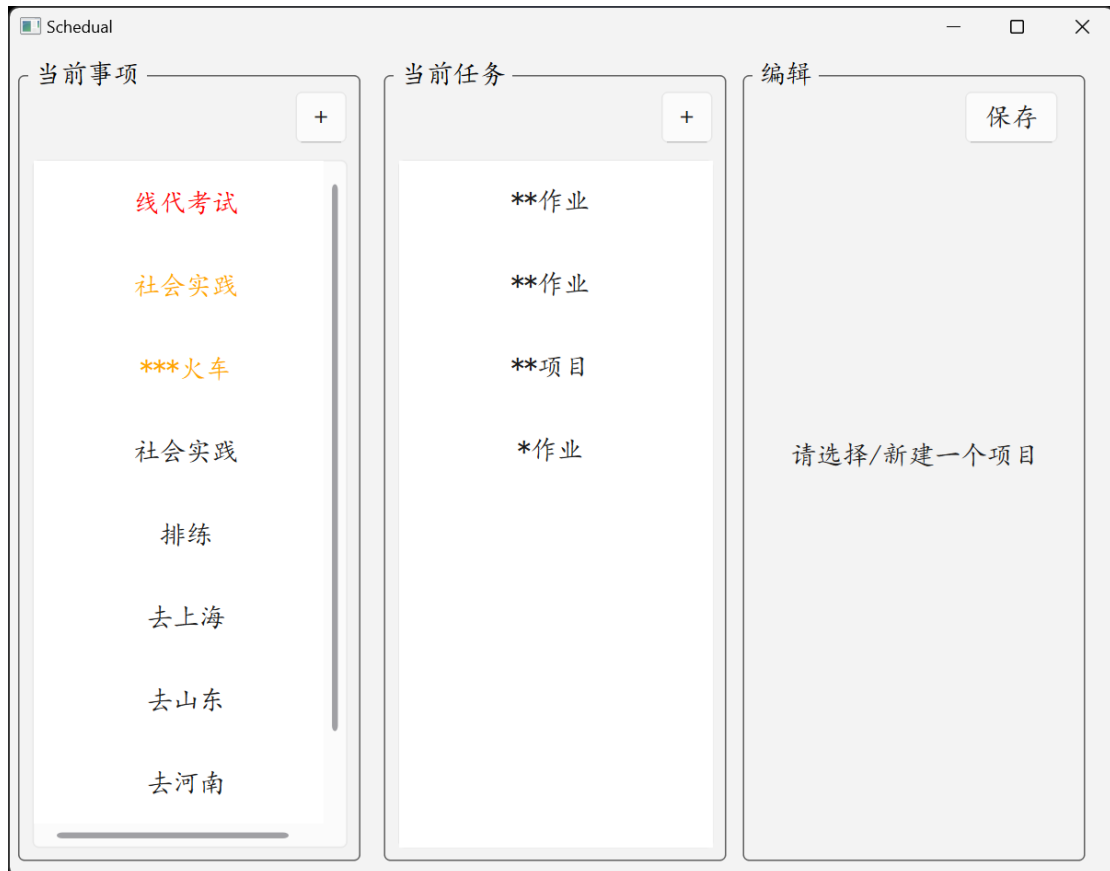 Schedual
当前事项
+
线代考试
社会实践
***火车
社会实践
排练
去上海
去山东
去河南
当前任务
+
**作业
**作业
**项目
*作业
编辑
保存
请选择/新建一个项目